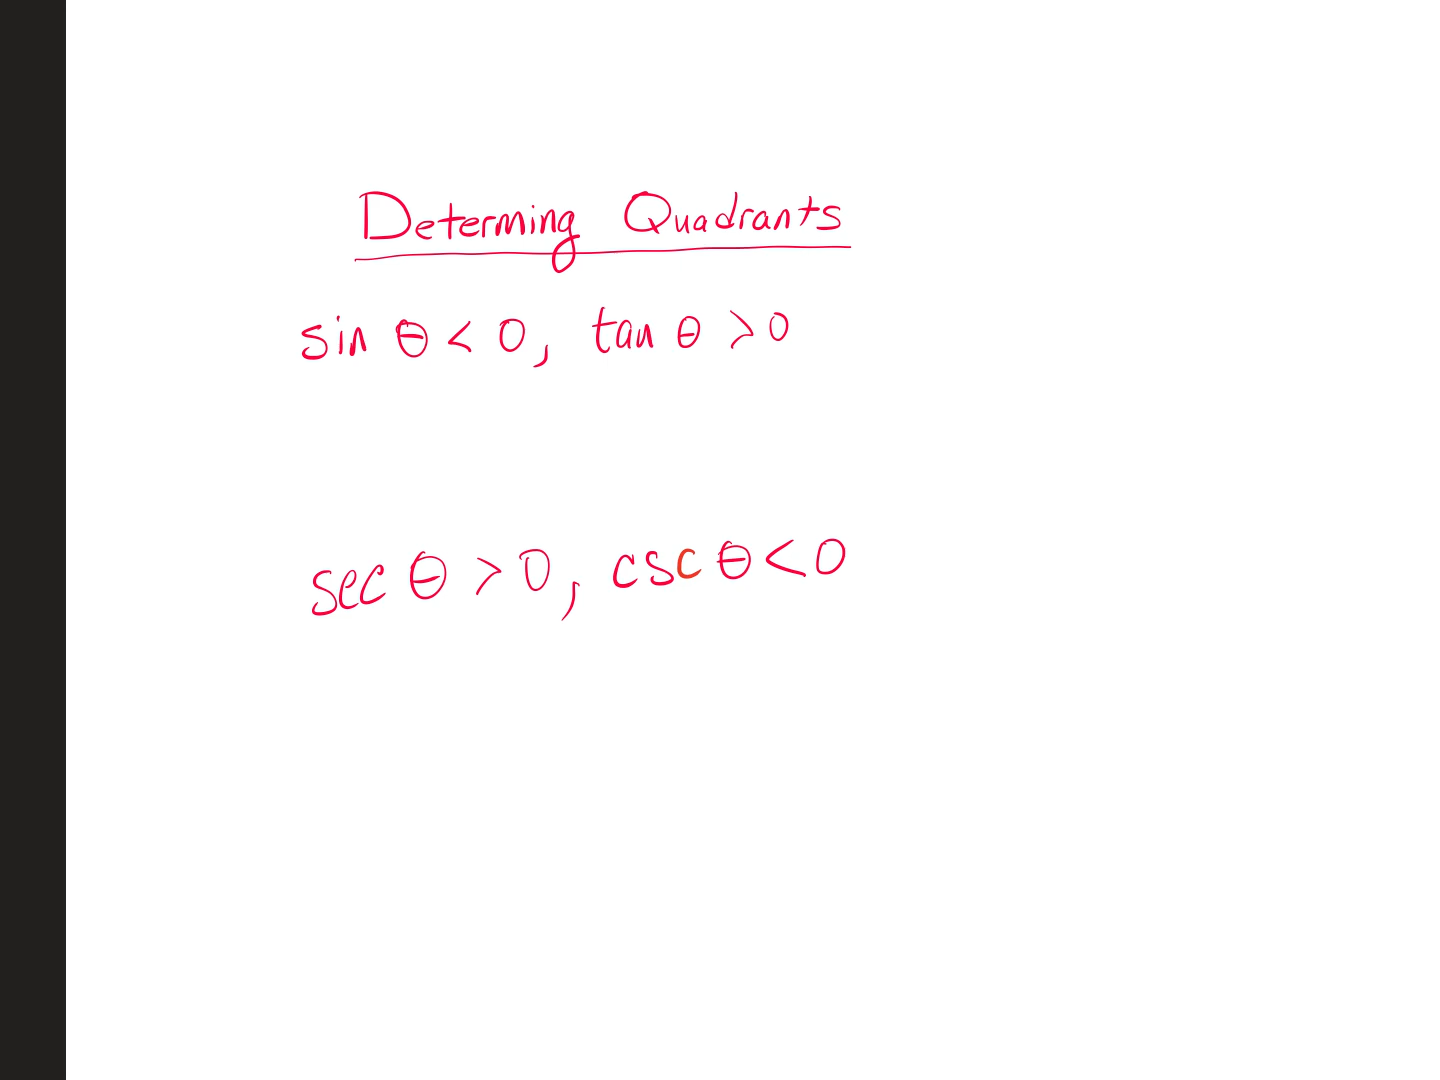 Determing Quadrants
sin θ < 0, tan θ > 0
sec θ > 0, csc θ < 0